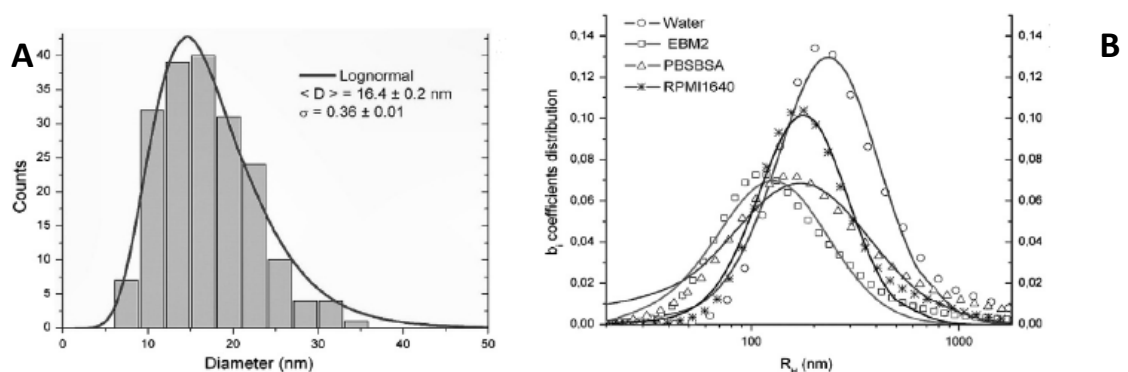 A
40
35
30
25
20
15
10
5
0
Counts
Lognormal
< D > = 16.4 ± 0.2 nm
σ = 0.36 ± 0.01
0 10 20 30 40 50
Diameter (nm)
B
0,14
0,12
0,10
0,08
0,06
0,04
0,02
0,00
bᵢ coefficients distribution
Water
EBM2
PBSBSA
RPMI1640
0,14
0,12
0,10
0,08
0,06
0,04
0,02
0,00
100 1000
R_H (nm)